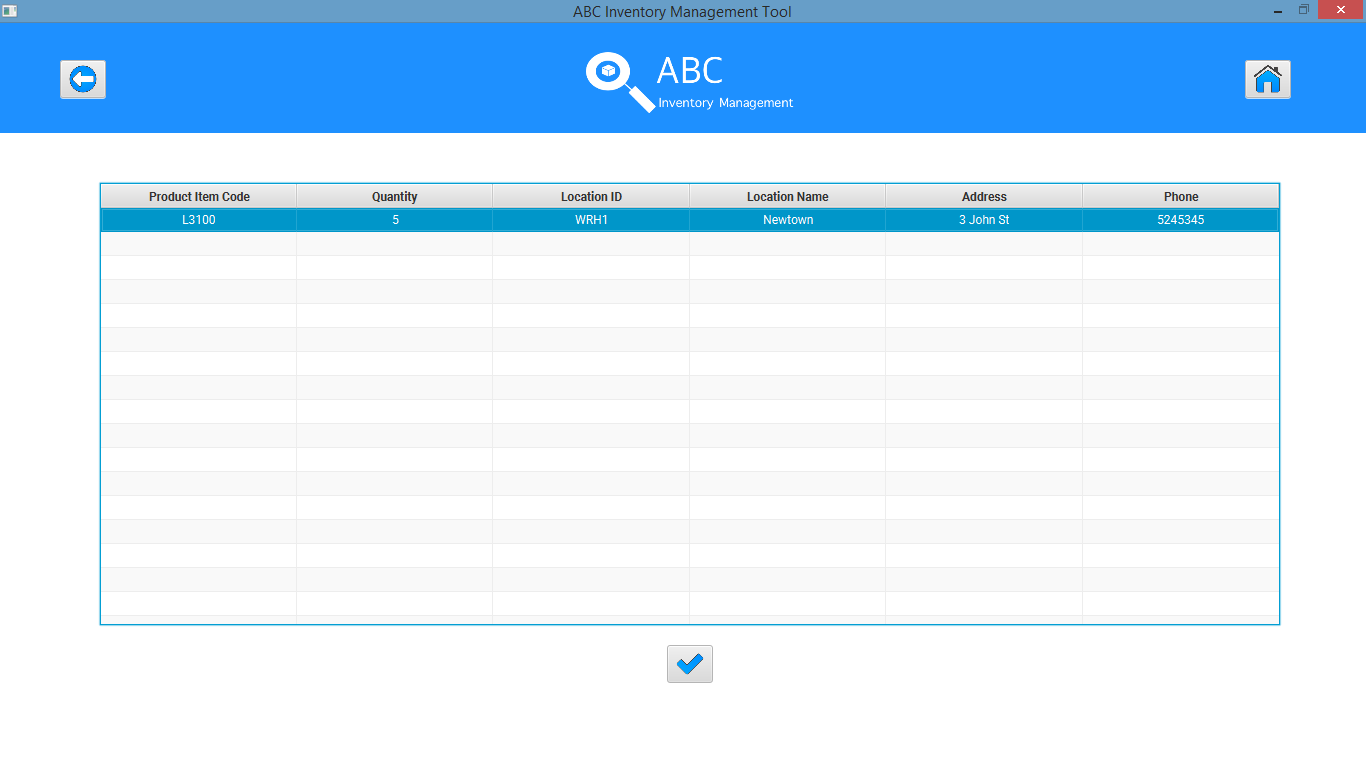 ABC Inventory Management Tool
ABC
Inventory Management
Product Item Code Quantity Location ID Location Name Address Phone
L3100 5 WRH1 Newtown 3 John St 5245345